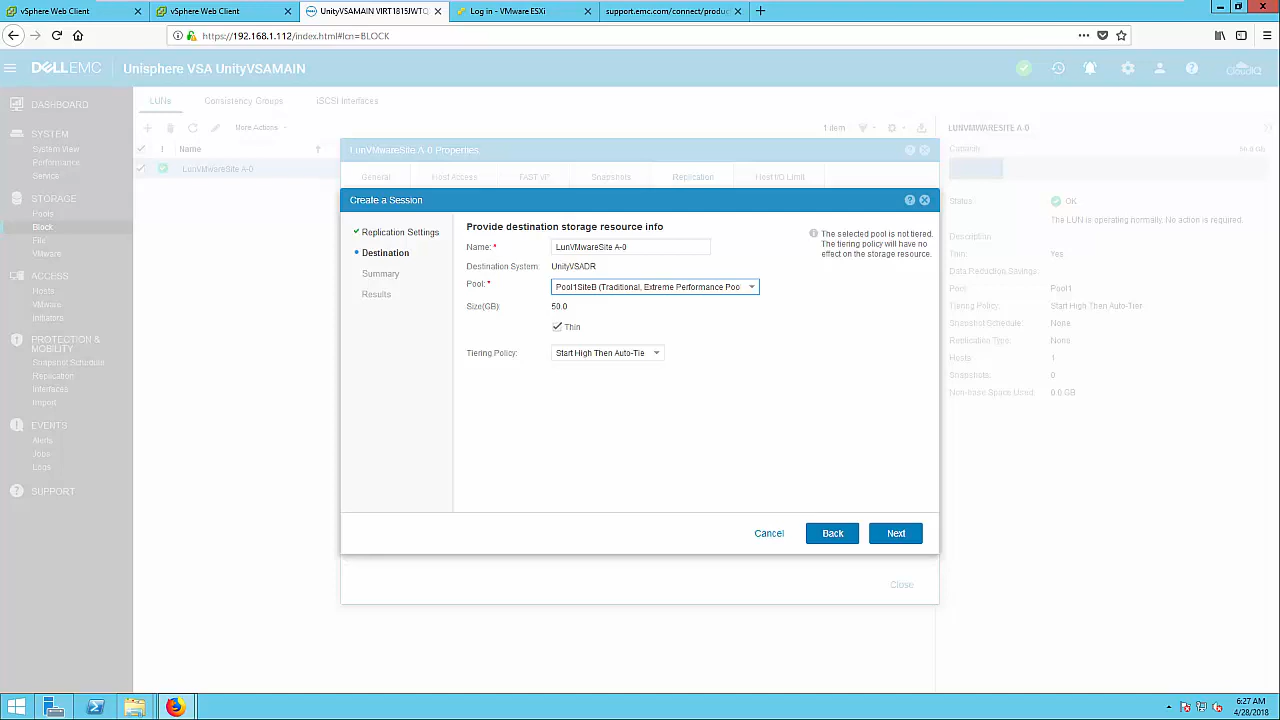 vSphere Web Client
vSphere Web Client
UnityVSAMAIN VIRT1815JWTQ
Log in - VMware ESXi
support.emc.com/connect/produc
https://192.168.1.112/index.html#lcn=BLOCK
DELLEMC
Unisphere VSA UnityVSAMAIN
CloudIQ
DASHBOARD
SYSTEM
System View
Performance
Service
STORAGE
Pools
Block
File
VMware
ACCESS
Hosts
VMware
Initiators
PROTECTION &
MOBILITY
Snapshot Schedule
Replication
Interfaces
Import
EVENTS
Alerts
Jobs
Logs
SUPPORT
LUNs
Consistency Groups
iSCSI Interfaces
More Actions
1 item
! Name
LunVMwareSite A-0
LunVMwareSite A-0 Properties
General
Host Access
FAST VP
Snapshots
Replication
Host I/O Limit
Create a Session
Replication Settings
Destination
Summary
Results
Provide destination storage resource info
Name:* LunVMwareSite A-0
Destination System: UnityVSADR
Pool:* Pool1SiteB (Traditional, Extreme Performance Poo
Size(GB): 50.0
Thin
Tiering Policy: Start High Then Auto-Tie
The selected pool is not tiered.
The tiering policy will have no
effect on the storage resource.
Cancel
Back
Next
Close
LUNVMWARESITE A-0
Capacity:
50.0 GB
Status: OK
The LUN is operating normally. No action is required.
Description:
Thin: Yes
Data Reduction Savings:
Pool: Pool1
Tiering Policy: Start High Then Auto-Tier
Snapshot Schedule: None
Replication Type: None
Hosts: 1
Snapshots: 0
Non-base Space Used: 0.0 GB
6:27 AM
4/28/2018